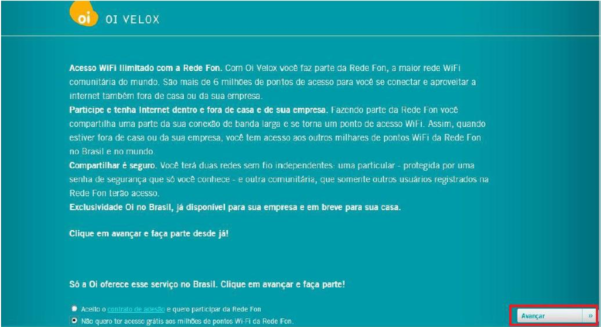 oi OI VELOX
Acesso WiFi Ilimitado com a Rede Fon. Com Oi Velox você faz parte da Rede Fon, a maior rede WiFi
comunitária do mundo. São mais de 6 milhões de pontos de acesso para você se conectar e aproveitar a
internet também fora de casa ou da sua empresa.
Participe e tenha Internet dentro e fora de casa e de sua empresa. Fazendo parte da Rede Fon você
compartilha uma parte da sua conexão de banda larga e se torna um ponto de acesso WiFi. Assim, quando
estiver fora de casa ou da sua empresa, você tem acesso aos outros milhares de pontos WiFi da Rede Fon
no Brasil e no mundo.
Compartilhar é seguro. Você terá duas redes sem fio independentes: uma particular - protegida por uma
senha de segurança que só você conhece - e outra comunitária, que somente outros usuários registrados na
Rede Fon terão acesso.
Exclusividade Oi no Brasil, já disponível para sua empresa e em breve para sua casa.
Clique em avançar e faça parte desde já!
Só a Oi oferece esse serviço no Brasil. Clique em avançar e faça parte!
Aceito o contrato de adesão e quero participar da Rede Fon
Não quero ter acesso grátis aos milhões de pontos Wi-Fi da Rede Fon.
Avançar »